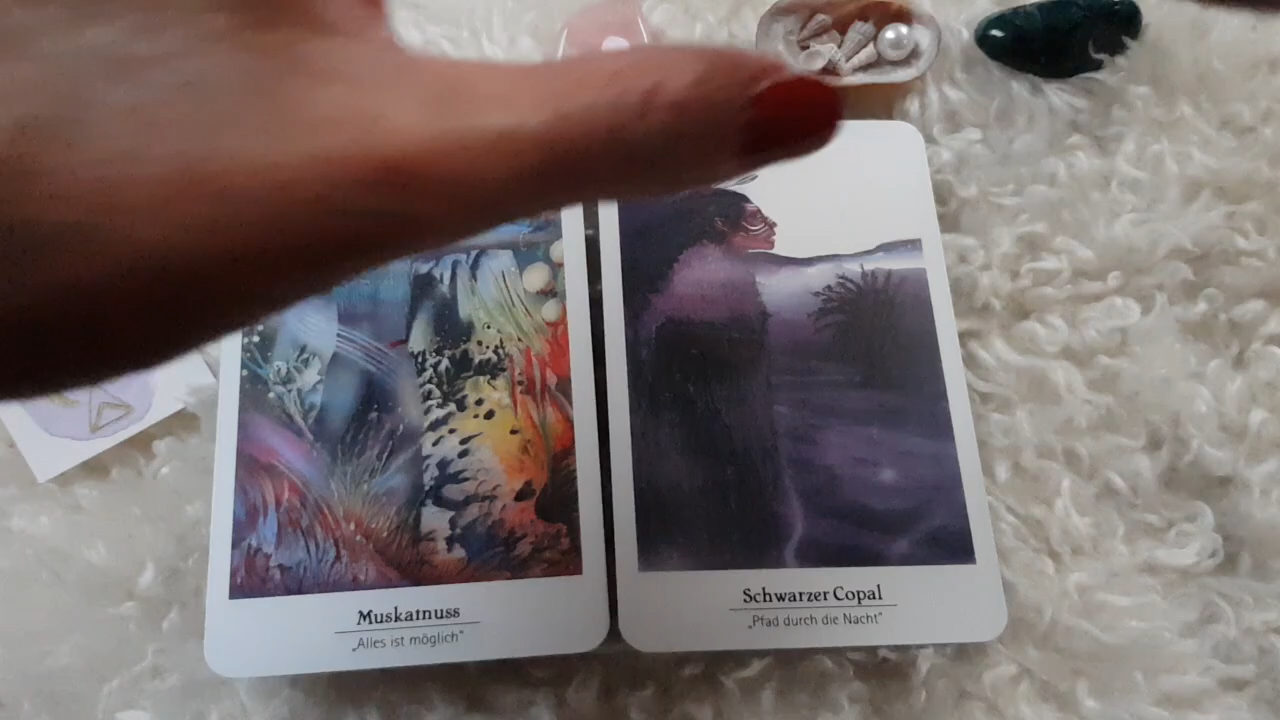 Muskatnuss
„Alles ist möglich“
Schwarzer Copal
„Pfad durch die Nacht“